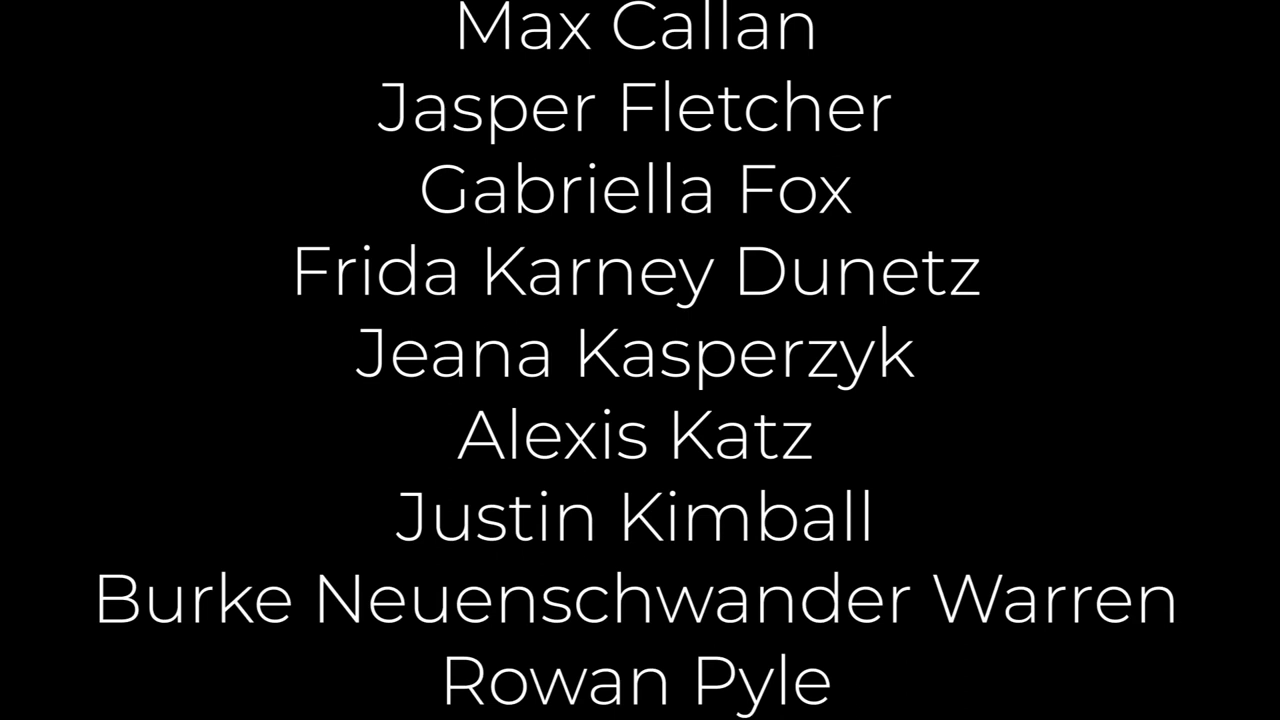 Max Callan
Jasper Fletcher
Gabriella Fox
Frida Karney Dunetz
Jeana Kasperzyk
Alexis Katz
Justin Kimball
Burke Neuenschwander Warren
Rowan Pyle